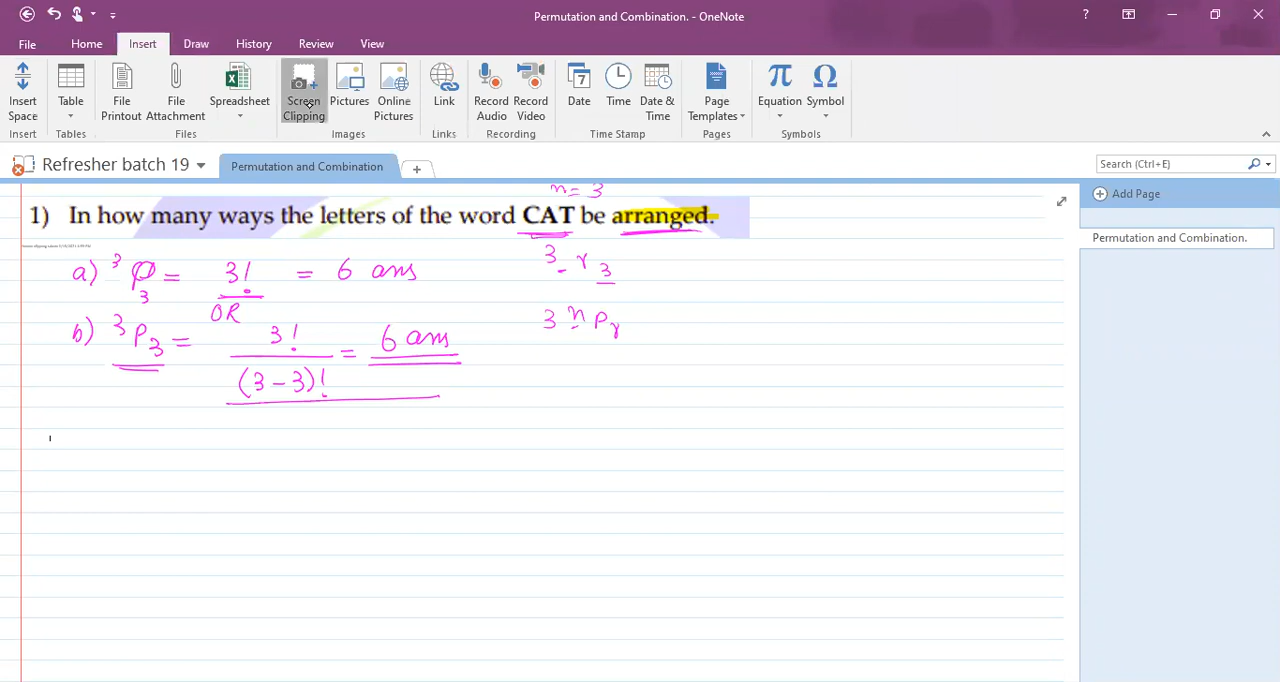 Permutation and Combination. - OneNote
File Home Insert Draw History Review View
Insert Space Table File Printout File Attachment Spreadsheet Screen Clipping Pictures Online Pictures Link Record Audio Record Video Date Time Date & Time Page Templates Equation Symbol
Insert Tables Files Images Links Recording Time Stamp Pages Symbols
Refresher batch 19 Permutation and Combination Search (Ctrl+E)
Add Page
Permutation and Combination.
n = 3
1) In how many ways the letters of the word CAT be arranged.
a) ³P₃ = 3! = 6 ans
3 - r 3
OR
3 nPr
b) ³P₃ = 3! / (3 - 3)! = 6 ans